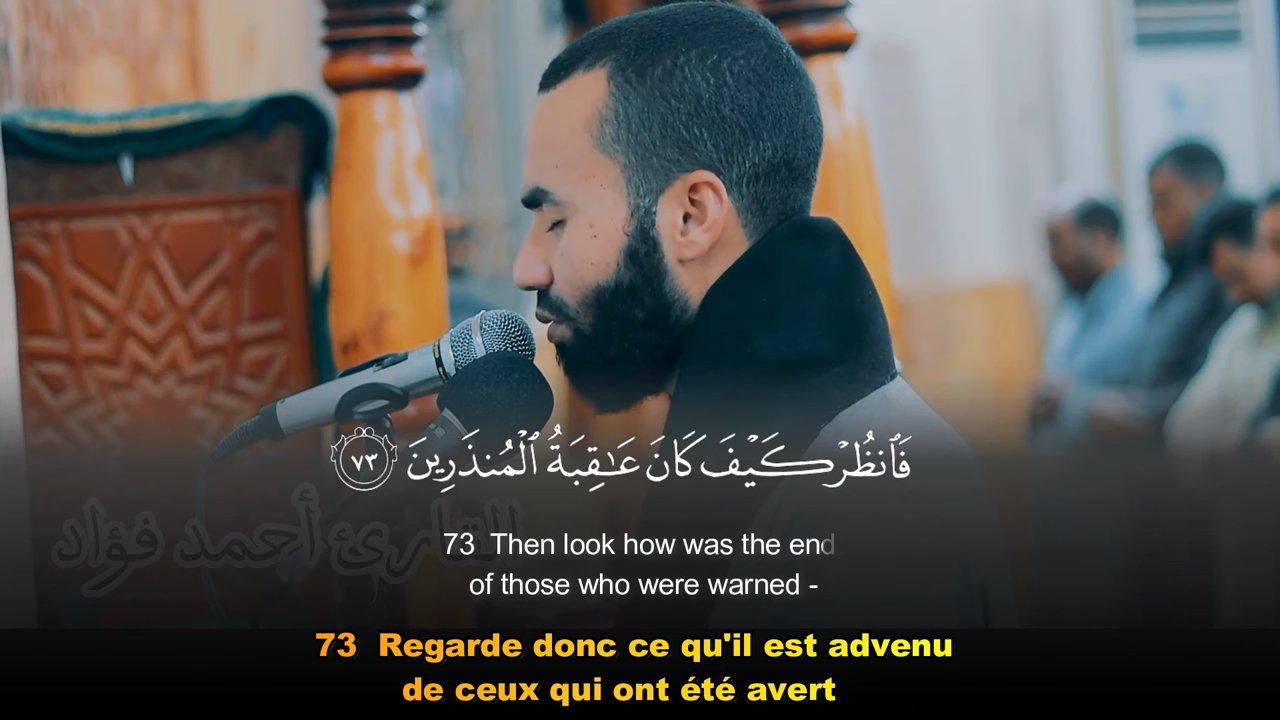 فَٱنظُرْ كَيْفَ كَانَ عَـٰقِبَةُ ٱلْمُنذَرِينَ ٧٣
القارئ أحمد فؤاد
73 Then look how was the end
of those who were warned -
73 Regarde donc ce qu'il est advenu
de ceux qui ont été avert